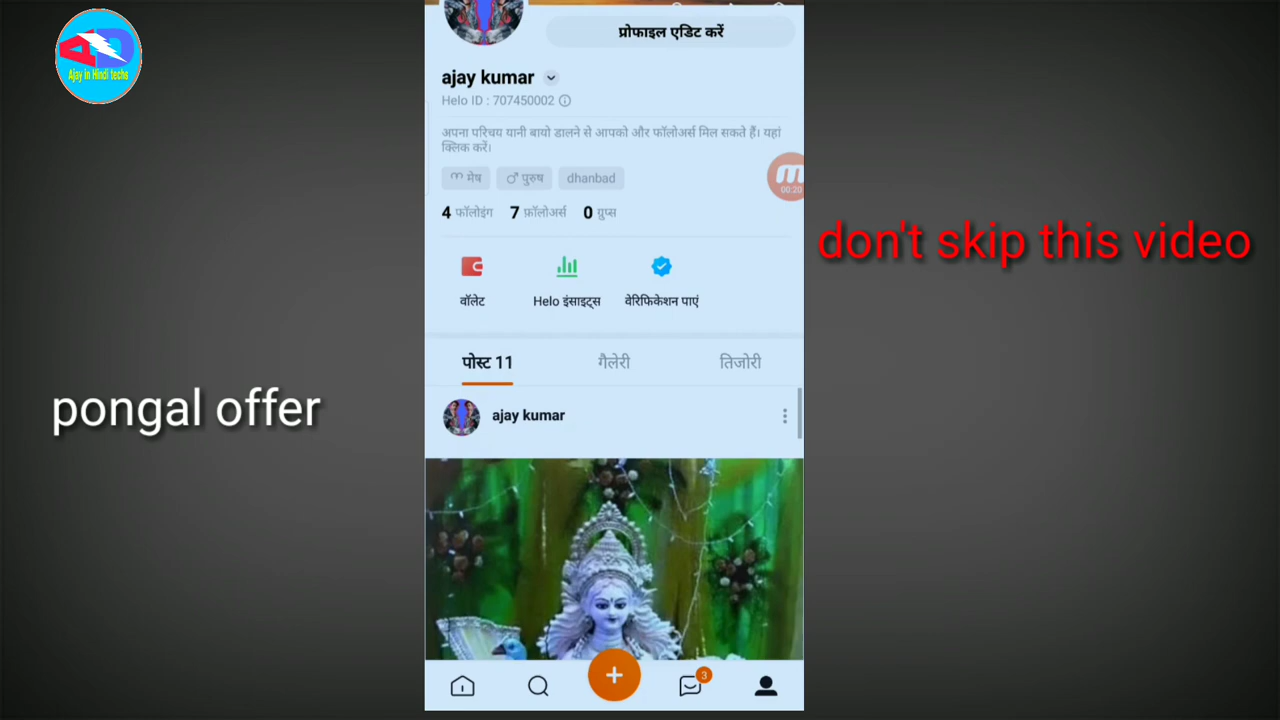 Ajay in Hindi techs
प्रोफाइल एडिट करें
ajay kumar
Helo ID : 707450002
अपना परिचय यानी बायो डालने से आपको और फॉलोअर्स मिल सकते हैं। यहां
क्लिक करें।
मेष पुरुष dhanbad
00:20
4 फॉलोइंग 7 फ़ॉलोअर्स 0 ग्रुप्स
don't skip this video
वॉलेट Helo इंसाइट्स वेरिफिकेशन पाएं
पोस्ट 11 गैलेरी तिजोरी
pongal offer
ajay kumar
3